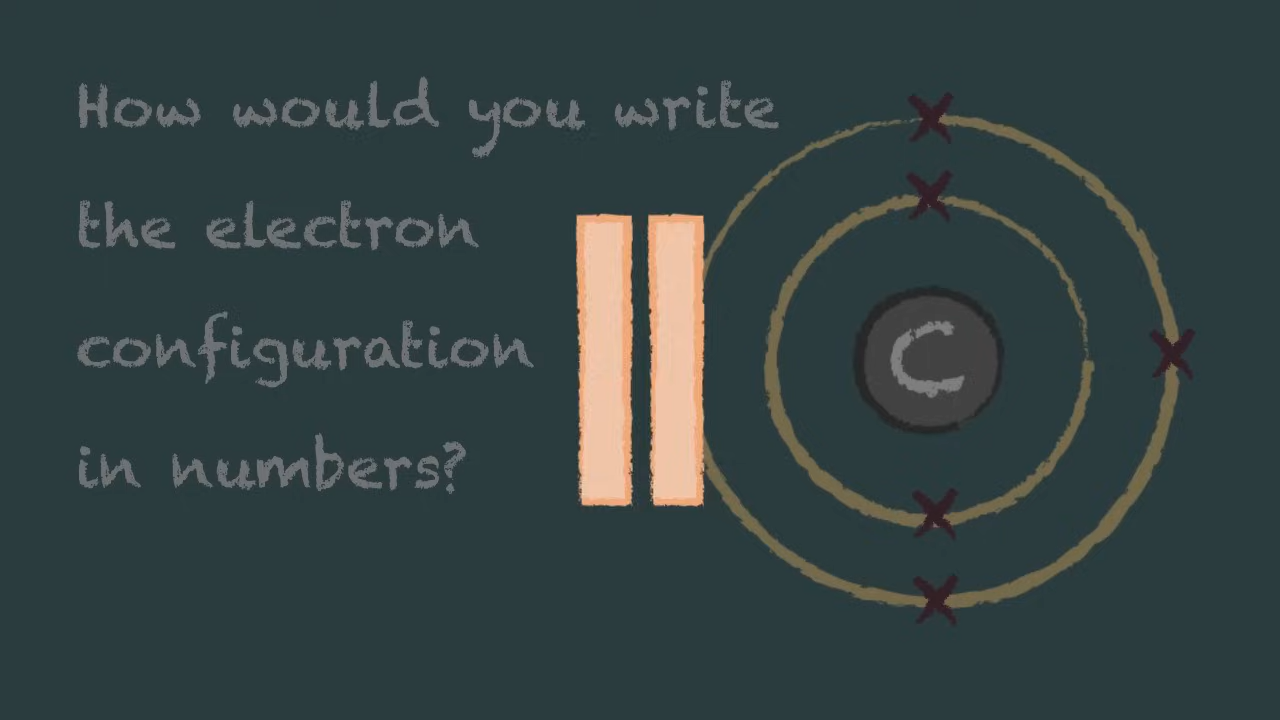 How would you write
the electron
configuration
in numbers?
C